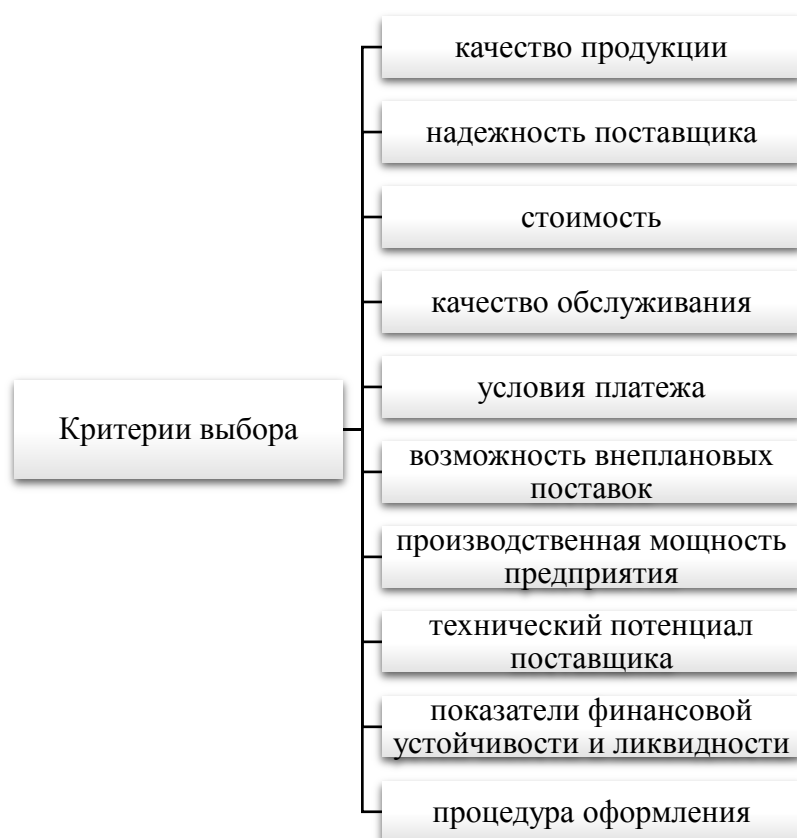 Критерии выбора
качество продукции
надежность поставщика
стоимость
качество обслуживания
условия платежа
возможность внеплановых
поставок
производственная мощность
предприятия
технический потенциал
поставщика
показатели финансовой
устойчивости и ликвидности
процедура оформления